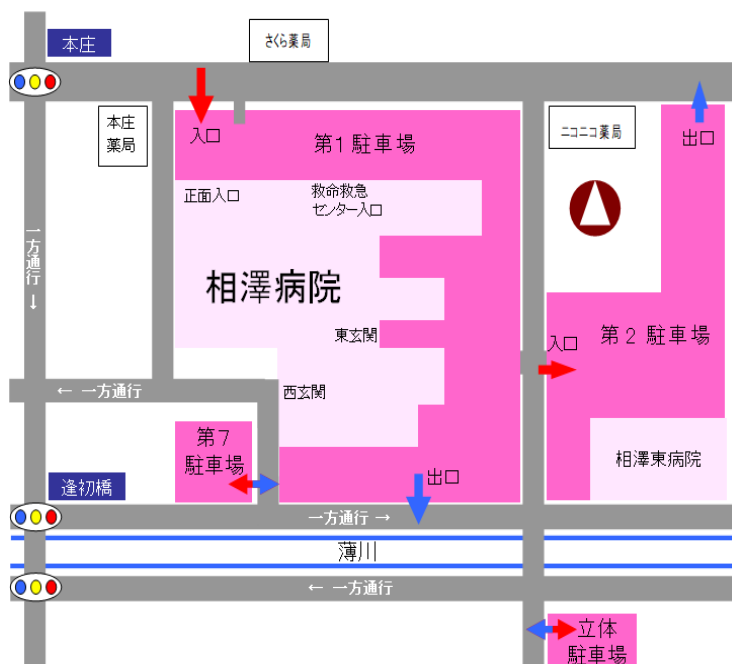 本庄
さくら薬局
本庄
薬局
入口
第1駐車場
ニコニコ薬局
出口
正面入口
救命救急
センター入口
一方通行→
相澤病院
東玄関
入口
第2駐車場
← 一方通行
西玄関
第7
駐車場
出口
相澤東病院
逢初橋
一方通行 →
薄川
← 一方通行
立体
駐車場